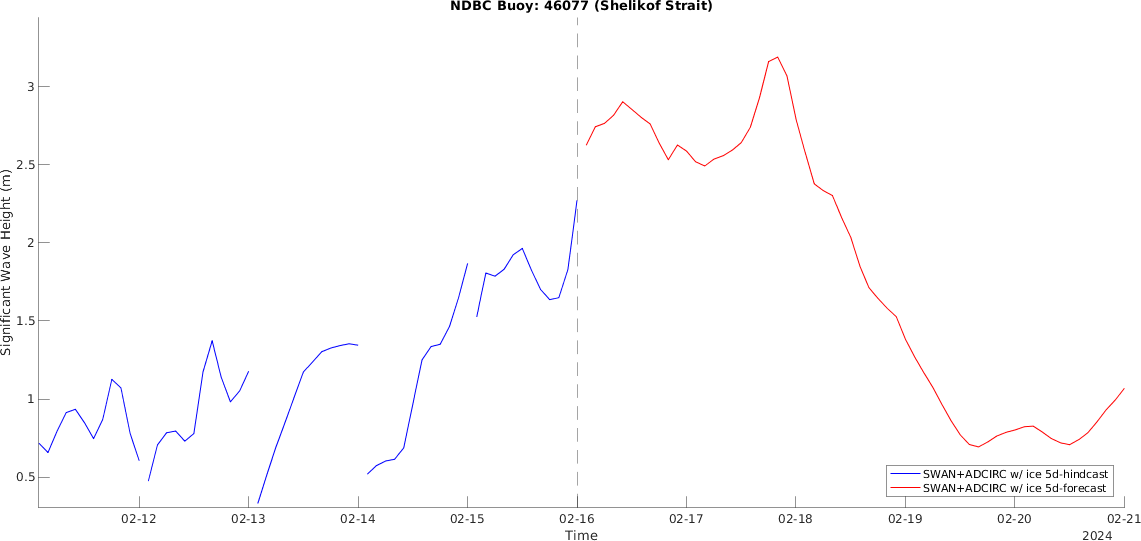 NDBC Buoy: 46077 (Shelikof Strait)
Significant Wave Height (m)
3
2.5
2
1.5
1
0.5
SWAN+ADCIRC w/ ice 5d-hindcast
SWAN+ADCIRC w/ ice 5d-forecast
02-12 02-13 02-14 02-15 02-16 02-17 02-18 02-19 02-20 02-21
Time
2024